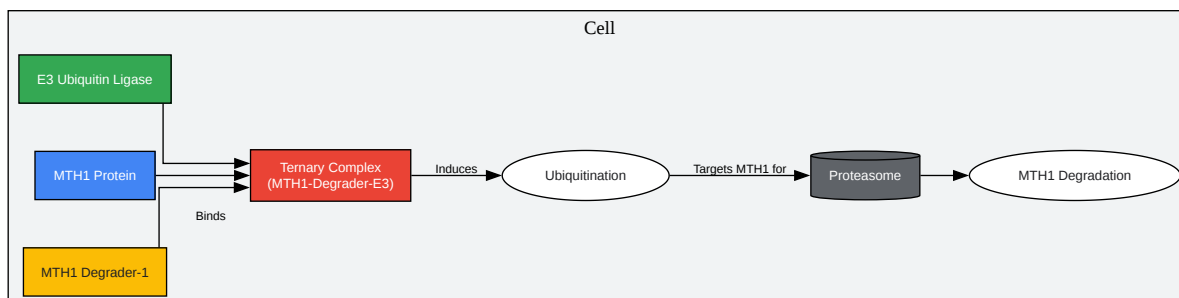 Cell
E3 Ubiquitin Ligase
MTH1 Protein
MTH1 Degrader-1
Binds
Ternary Complex
(MTH1-Degrader-E3)
Induces
Ubiquitination
Targets MTH1 for
Proteasome
MTH1 Degradation